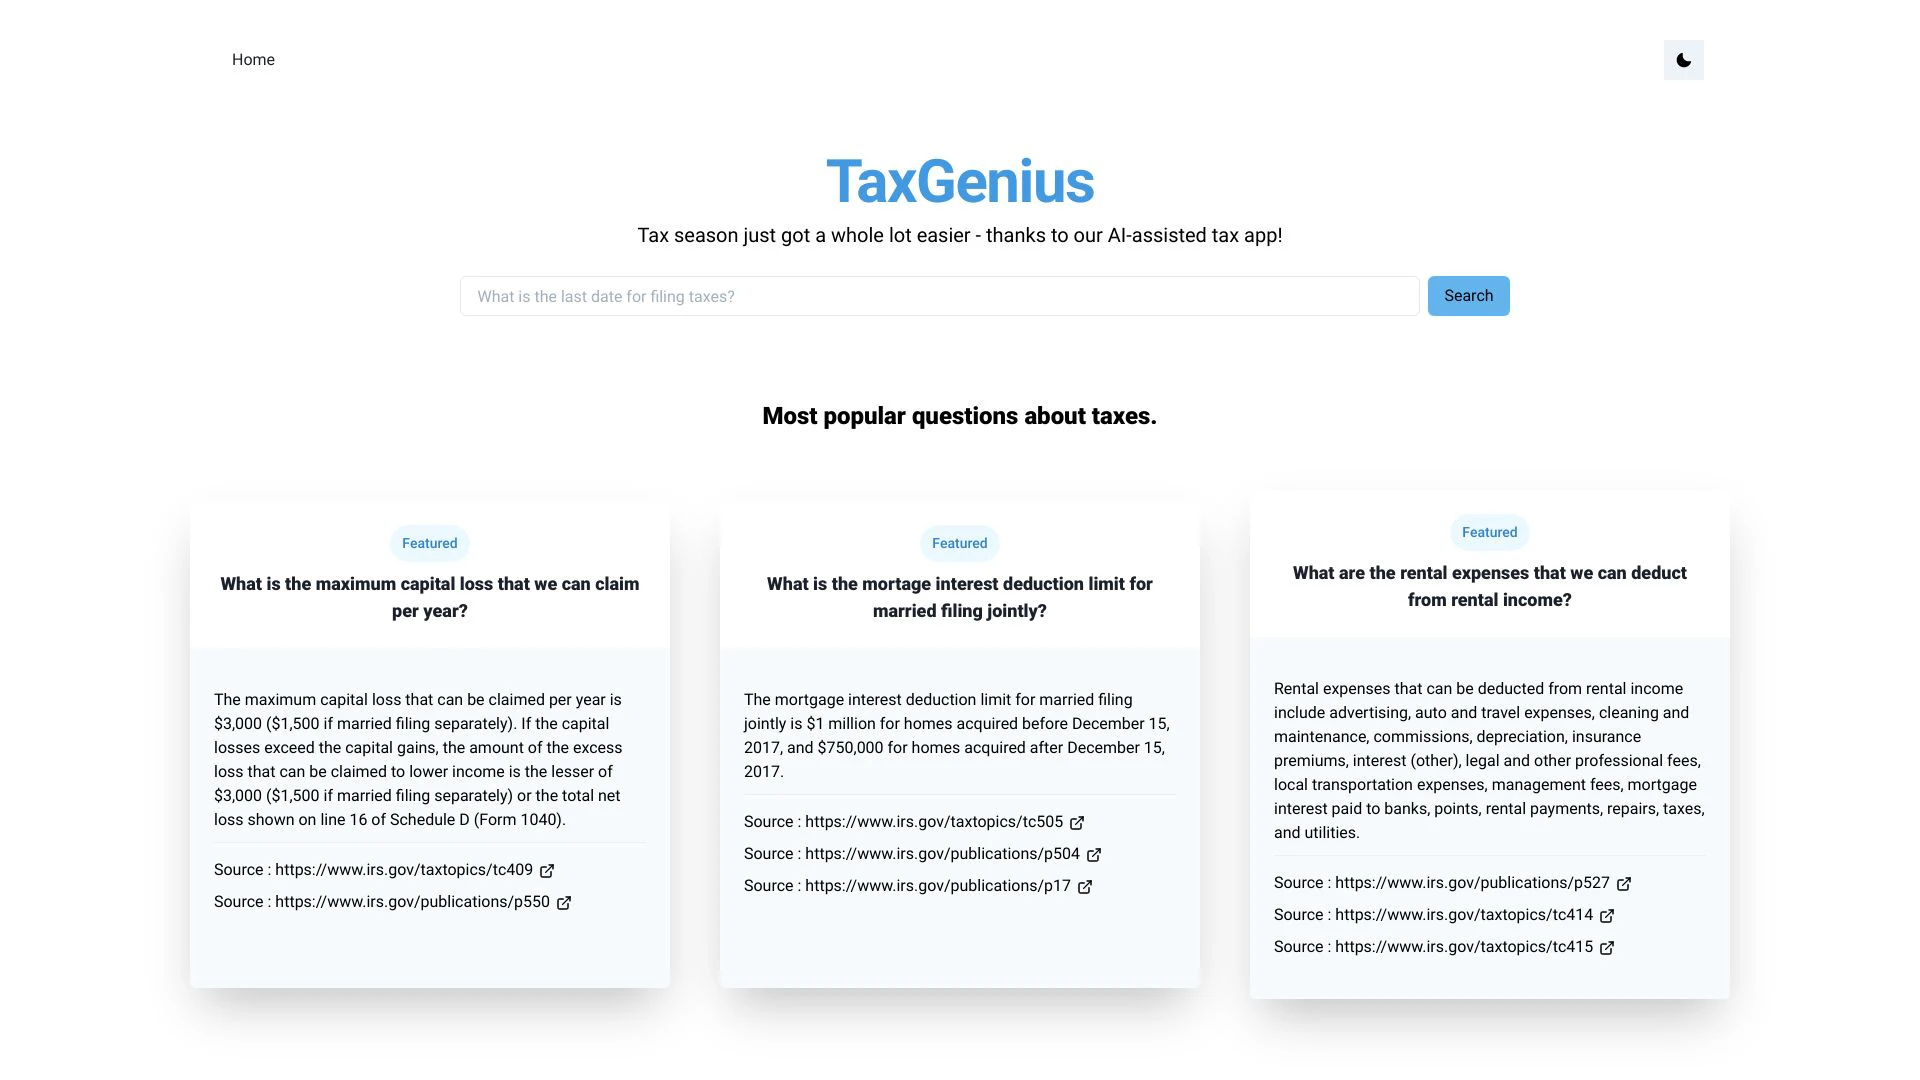 Home
TaxGenius
Tax season just got a whole lot easier - thanks to our AI-assisted tax app!
What is the last date for filing taxes?
Search
Most popular questions about taxes.
Featured
What is the maximum capital loss that we can claim
per year?
The maximum capital loss that can be claimed per year is
$3,000 ($1,500 if married filing separately). If the capital
losses exceed the capital gains, the amount of the excess
loss that can be claimed to lower income is the lesser of
$3,000 ($1,500 if married filing separately) or the total net
loss shown on line 16 of Schedule D (Form 1040).
Source : https://www.irs.gov/taxtopics/tc409
Source : https://www.irs.gov/publications/p550
Featured
What is the mortage interest deduction limit for
married filing jointly?
The mortgage interest deduction limit for married filing
jointly is $1 million for homes acquired before December 15,
2017, and $750,000 for homes acquired after December 15,
2017.
Source : https://www.irs.gov/taxtopics/tc505
Source : https://www.irs.gov/publications/p504
Source : https://www.irs.gov/publications/p17
Featured
What are the rental expenses that we can deduct
from rental income?
Rental expenses that can be deducted from rental income
include advertising, auto and travel expenses, cleaning and
maintenance, commissions, depreciation, insurance
premiums, interest (other), legal and other professional fees,
local transportation expenses, management fees, mortgage
interest paid to banks, points, rental payments, repairs, taxes,
and utilities.
Source : https://www.irs.gov/publications/p527
Source : https://www.irs.gov/taxtopics/tc414
Source : https://www.irs.gov/taxtopics/tc415